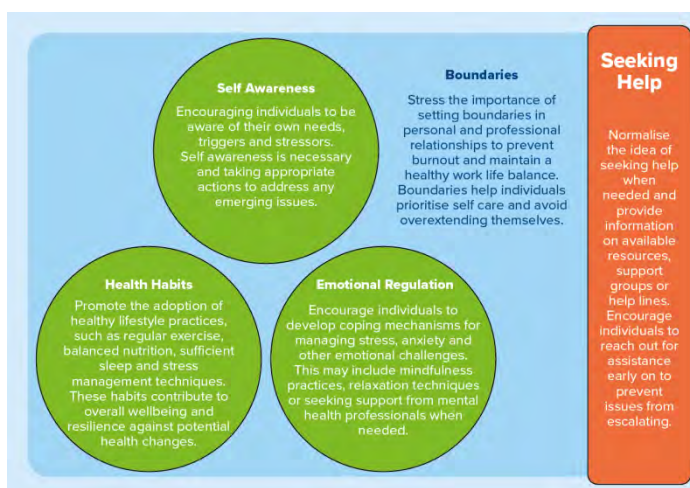 Self Awareness
Encouraging individuals to be
aware of their own needs,
triggers and stressors.
Self awareness is necessary
and taking appropriate
actions to address any
emerging issues.
Boundaries
Stress the importance of
setting boundaries in
personal and professional
relationships to prevent
burnout and maintain a
healthy work life balance.
Boundaries help individuals
prioritise self care and avoid
overextending themselves.
Health Habits
Promote the adoption of
healthy lifestyle practices,
such as regular exercise,
balanced nutrition, sufficient
sleep and stress
management techniques.
These habits contribute to
overall wellbeing and
resilience against potential
health changes.
Emotional Regulation
Encourage individuals to
develop coping mechanisms for
managing stress, anxiety and
other emotional challenges.
This may include mindfulness
practices, relaxation techniques
or seeking support from mental
health professionals when
needed.
Seeking
Help
Normalise
the idea of
seeking help
when
needed and
provide
information
on available
resources,
support
groups or
help lines.
Encourage
individuals to
reach out for
assistance
early on to
prevent
issues from
escalating.